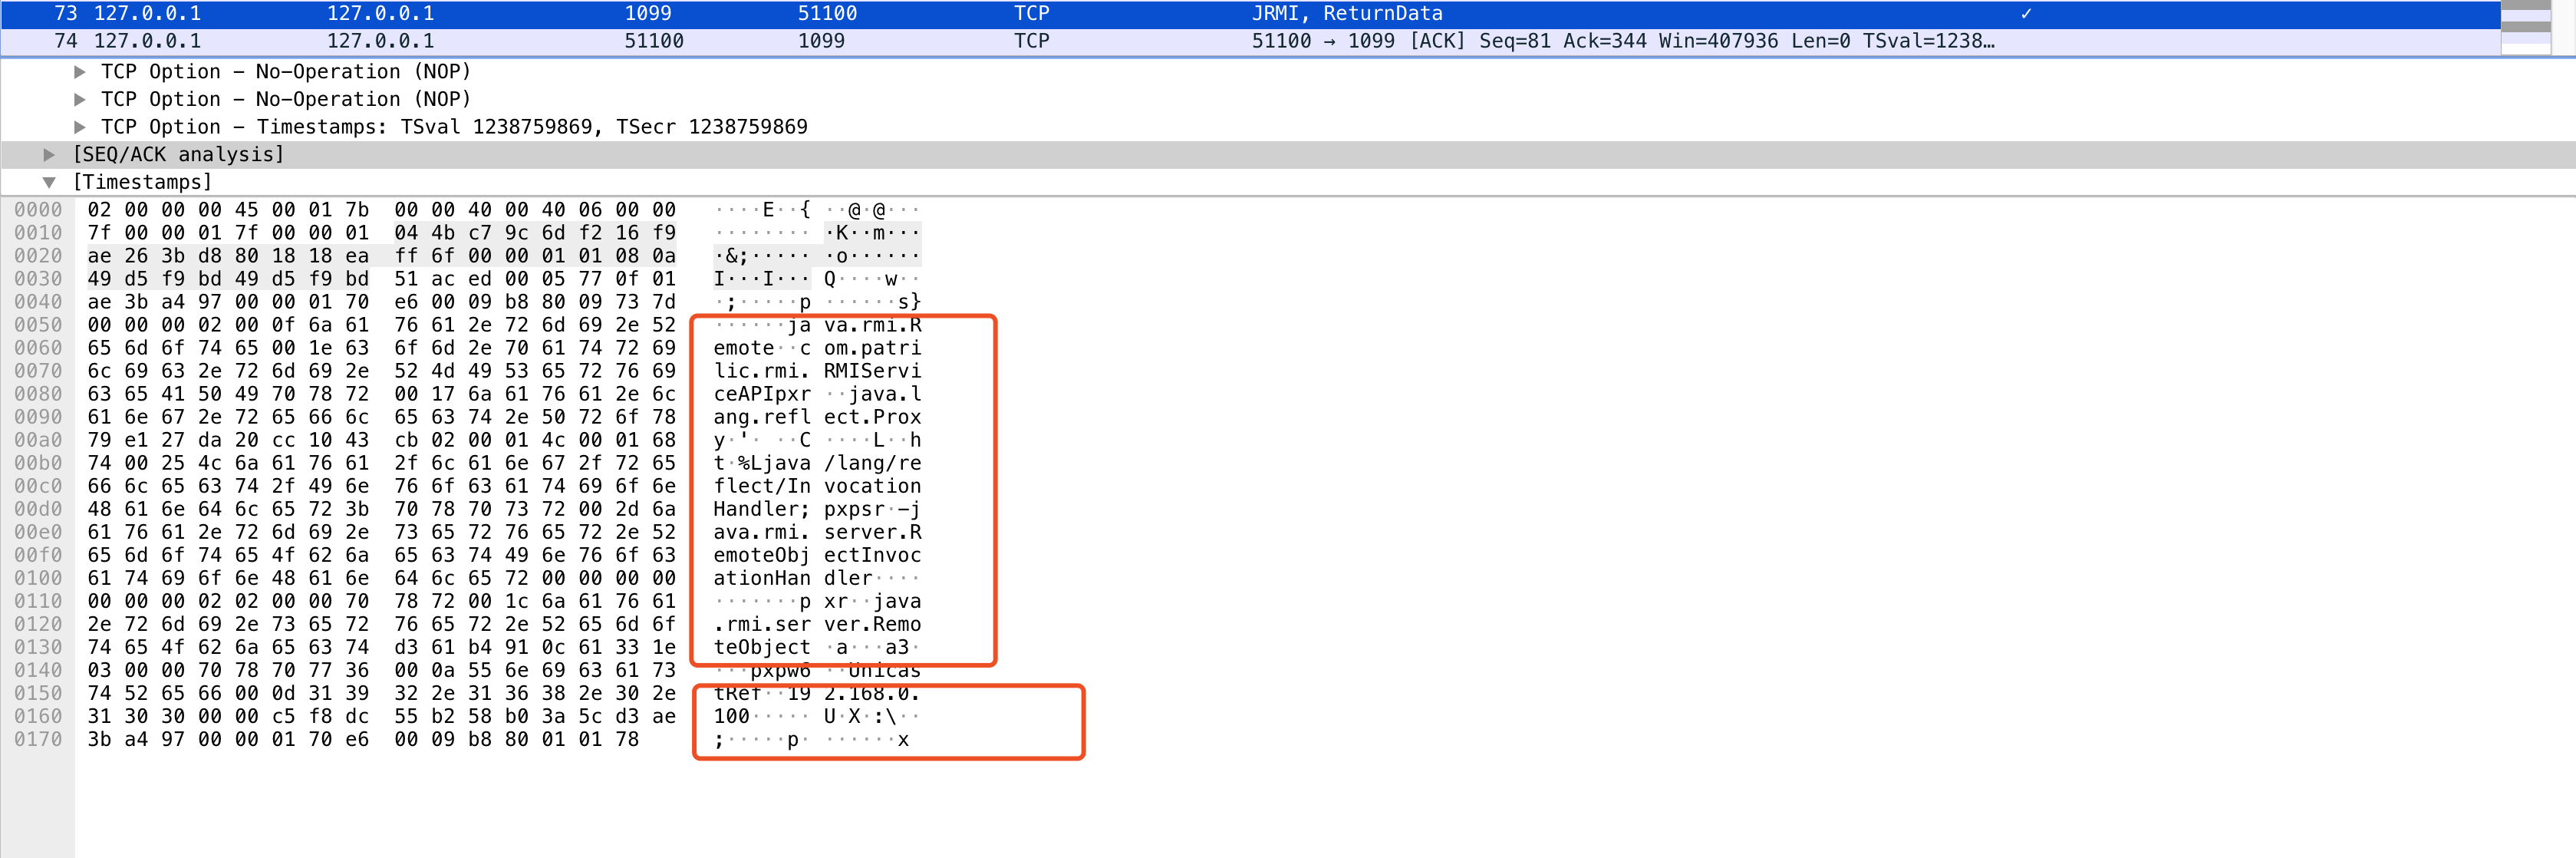 73 127.0.0.1 127.0.0.1 1099 51100 TCP JRMI, ReturnData ✓
74 127.0.0.1 127.0.0.1 51100 1099 TCP 51100 → 1099 [ACK] Seq=81 Ack=344 Win=407936 Len=0 TSval=1238…
TCP Option – No-Operation (NOP)
TCP Option – No-Operation (NOP)
TCP Option – Timestamps: TSval 1238759869, TSecr 1238759869
[SEQ/ACK analysis]
[Timestamps]
0000 02 00 00 00 45 00 01 7b 00 00 40 00 40 06 00 00 ····E··{ ··@·@···
0010 7f 00 00 01 7f 00 00 01 04 4b c7 9c 6d f2 16 f9 ········ ·K··m···
0020 ae 26 3b d8 80 18 18 ea ff 6f 00 00 01 01 08 0a ·&;····· ·o······
0030 49 d5 f9 bd 49 d5 f9 bd 51 ac ed 00 05 77 0f 01 I···I··· Q····w··
0040 ae 3b a4 97 00 00 01 70 e6 00 09 b8 80 09 73 7d ·;·····p ······s}
0050 00 00 00 02 00 0f 6a 61 76 61 2e 72 6d 69 2e 52 ······ja va.rmi.R
0060 65 6d 6f 74 65 00 1e 63 6f 6d 2e 70 61 74 72 69 emote··c om.patri
0070 6c 69 63 2e 72 6d 69 2e 52 4d 49 53 65 72 76 69 lic.rmi. RMIServi
0080 63 65 41 50 49 70 78 72 00 17 6a 61 76 61 2e 6c ceAPIpxr ··java.l
0090 61 6e 67 2e 72 65 66 6c 65 63 74 2e 50 72 6f 78 ang.refl ect.Prox
00a0 79 e1 27 da 20 cc 10 43 cb 02 00 01 4c 00 01 68 y·'· ··C ····L··h
00b0 74 00 25 4c 6a 61 76 61 2f 6c 61 6e 67 2f 72 65 t·%Ljava /lang/re
00c0 66 6c 65 63 74 2f 49 6e 76 6f 63 61 74 69 6f 6e flect/In vocation
00d0 48 61 6e 64 6c 65 72 3b 70 78 70 73 72 00 2d 6a Handler; pxpsr·–j
00e0 61 76 61 2e 72 6d 69 2e 73 65 72 76 65 72 2e 52 ava.rmi. server.R
00f0 65 6d 6f 74 65 4f 62 6a 65 63 74 49 6e 76 6f 63 emoteObj ectInvoc
0100 61 74 69 6f 6e 48 61 6e 64 6c 65 72 00 00 00 00 ationHan dler····
0110 00 00 00 02 02 00 00 70 78 72 00 1c 6a 61 76 61 ·······p xr··java
0120 2e 72 6d 69 2e 73 65 72 76 65 72 2e 52 65 6d 6f .rmi.ser ver.Remo
0130 74 65 4f 62 6a 65 63 74 d3 61 b4 91 0c 61 33 1e teObject ·a···a3·
0140 03 00 00 70 78 70 77 36 00 0a 55 6e 69 63 61 73 ···pxpw6 ··Unicas
0150 74 52 65 66 00 0d 31 39 32 2e 31 36 38 2e 30 2e tRef··19 2.168.0.
0160 31 30 30 00 00 c5 f8 dc 55 b2 58 b0 3a 5c d3 ae 100····· U·X·:\··
0170 3b a4 97 00 00 01 70 e6 00 09 b8 80 01 01 78 ;·····p· ······x